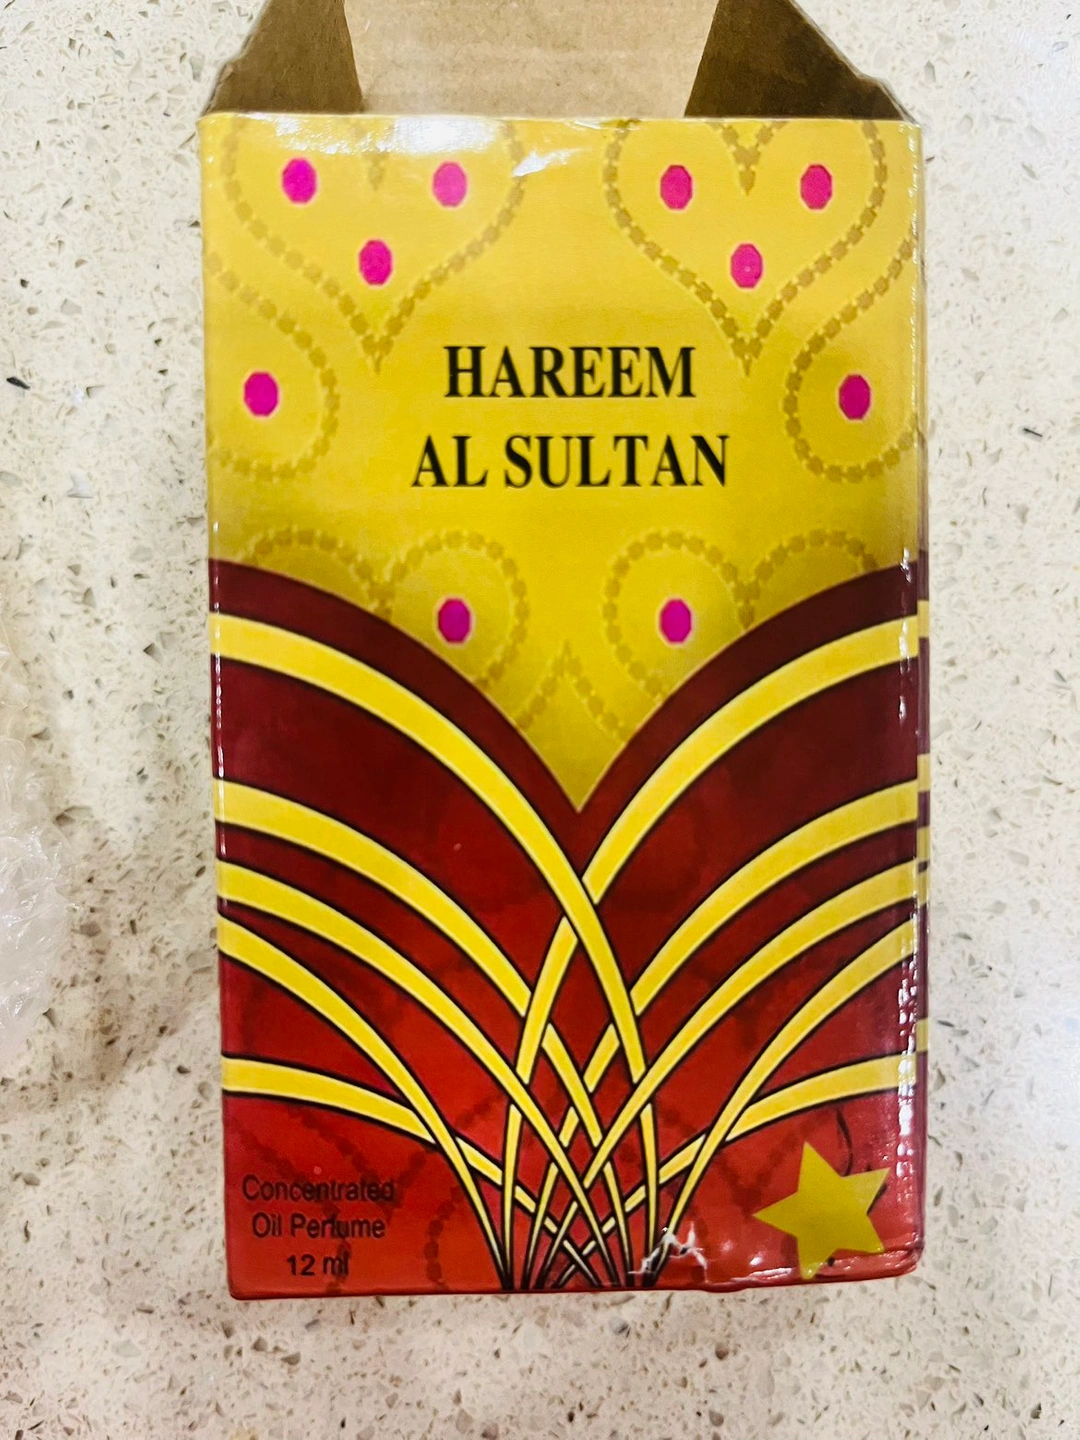 HAREEM
AL SULTAN
Concentrated
Oil Perfume
12 ml